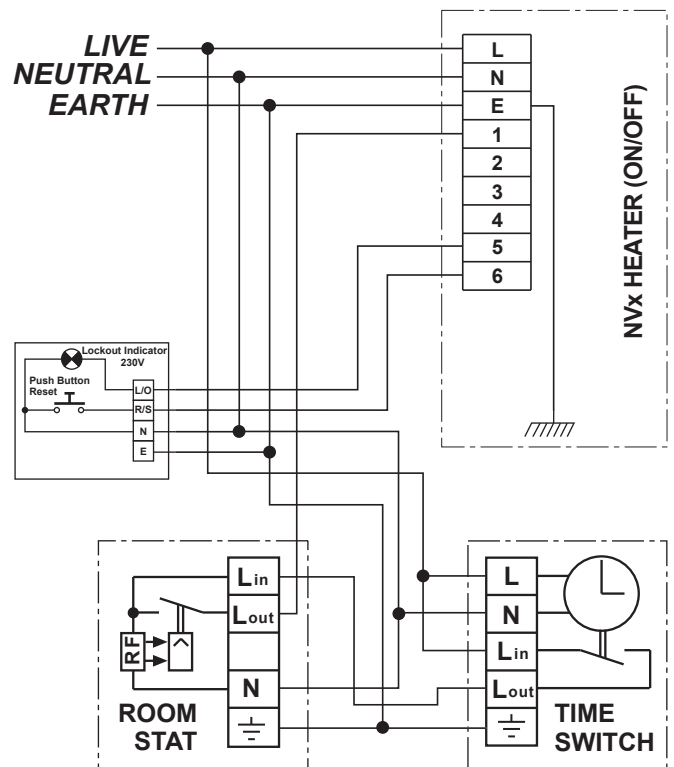 LIVE
NEUTRAL
EARTH
L
N
E
1
2
3
4
5
6
NVx HEATER (ON/OFF)
Lockout Indicator
230V
Push Button
Reset
L/O
R/S
N
E
Lin
Lout
N
RF
ROOM
STAT
L
N
Lin
Lout
TIME
SWITCH